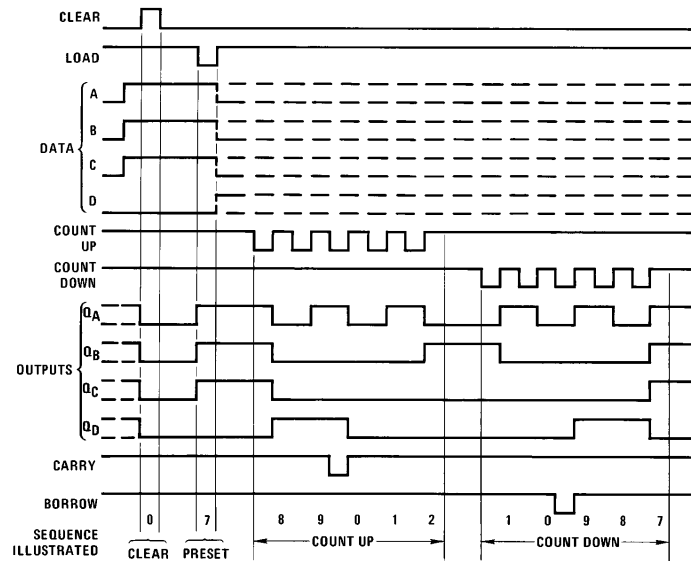 CLEAR
LOAD
A
B
DATA
C
D
COUNT
UP
COUNT
DOWN
QA
QB
OUTPUTS
QC
QD
CARRY
BORROW
0 7 8 9 0 1 2 1 0 9 8 7
SEQUENCE
ILLUSTRATED
CLEAR PRESET COUNT UP COUNT DOWN